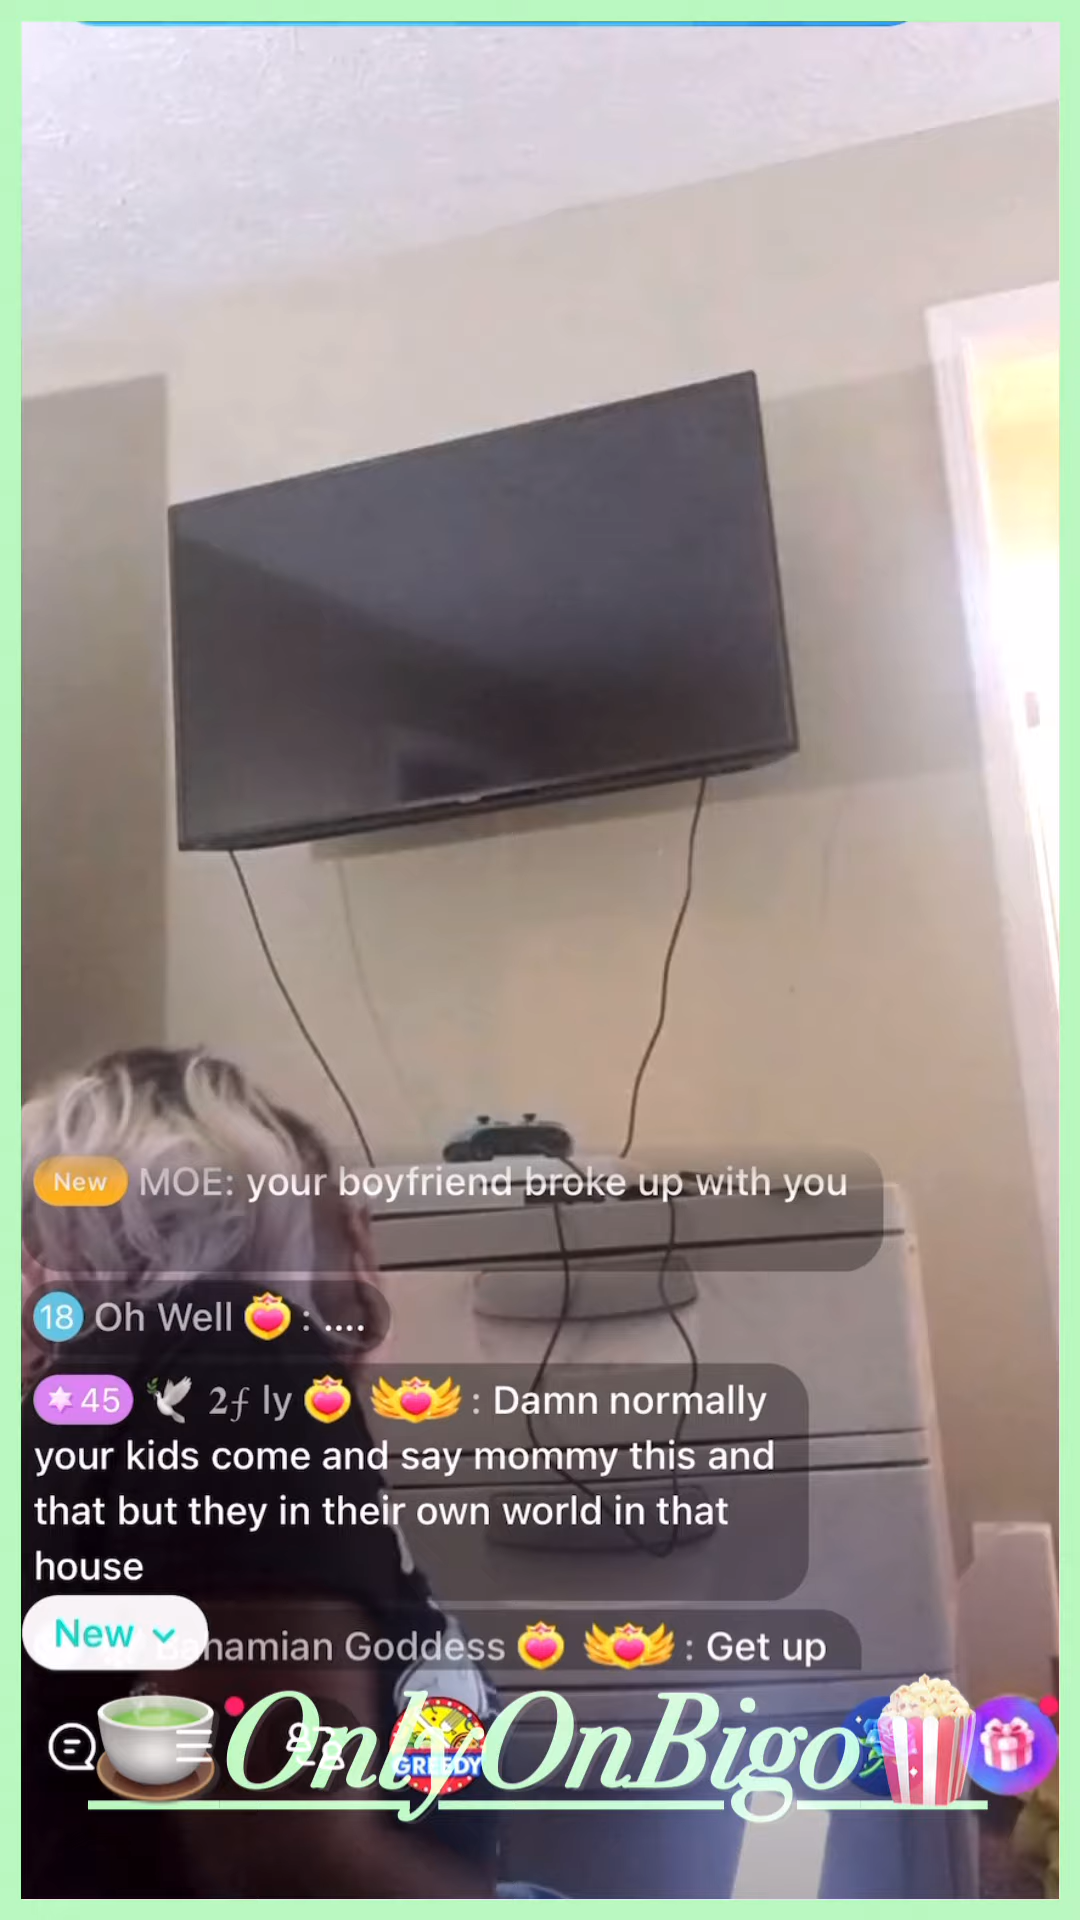 New MOE: your boyfriend broke up with you
18 Oh Well : ....
45 2f ly : Damn normally
your kids come and say mommy this and
that but they in their own world in that
house
New
Bahamian Goddess : Get up
OnlyOnBigo
GREEDY